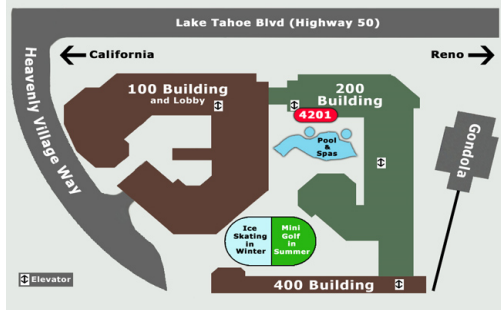 Lake Tahoe Blvd (Highway 50)
California
Reno
Heavenly Village Way
100 Building
and Lobby
200
Building
4201
Pool
&
Spas
Gondola
Ice
Skating
in
Winter
Mini
Golf
in
Summer
Elevator
400 Building